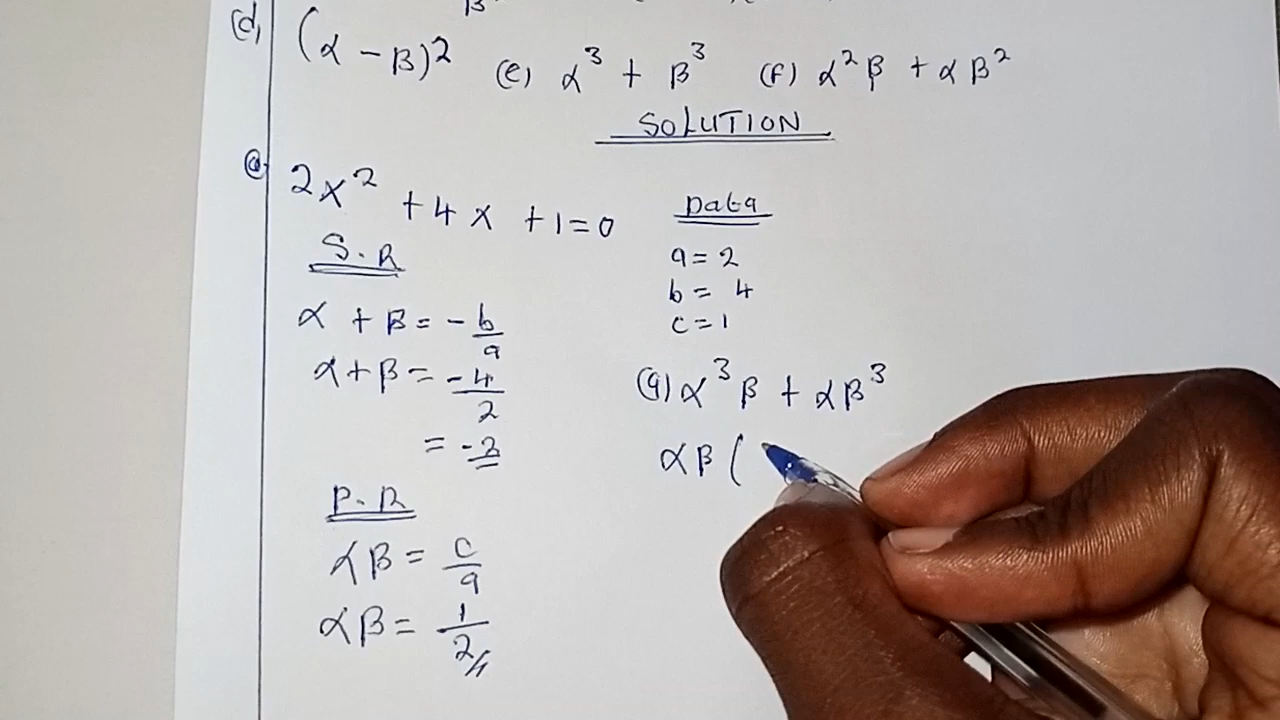 (d) (α - β)² (e) α³ + β³ (f) α²β + αβ²
SOLUTION
(a) 2x² + 4x + 1 = 0
S.R
α + β = -b/a
α + β = -4/2
= -2
P.R
αβ = c/a
αβ = 1/2//
Data
a = 2
b = 4
c = 1
(a) α³β + αβ³
αβ (